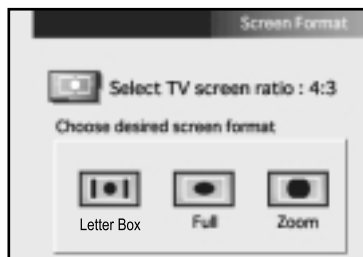 Screen Format
Select TV screen ratio : 4:3
Choose desired screen format
Letter Box Full Zoom